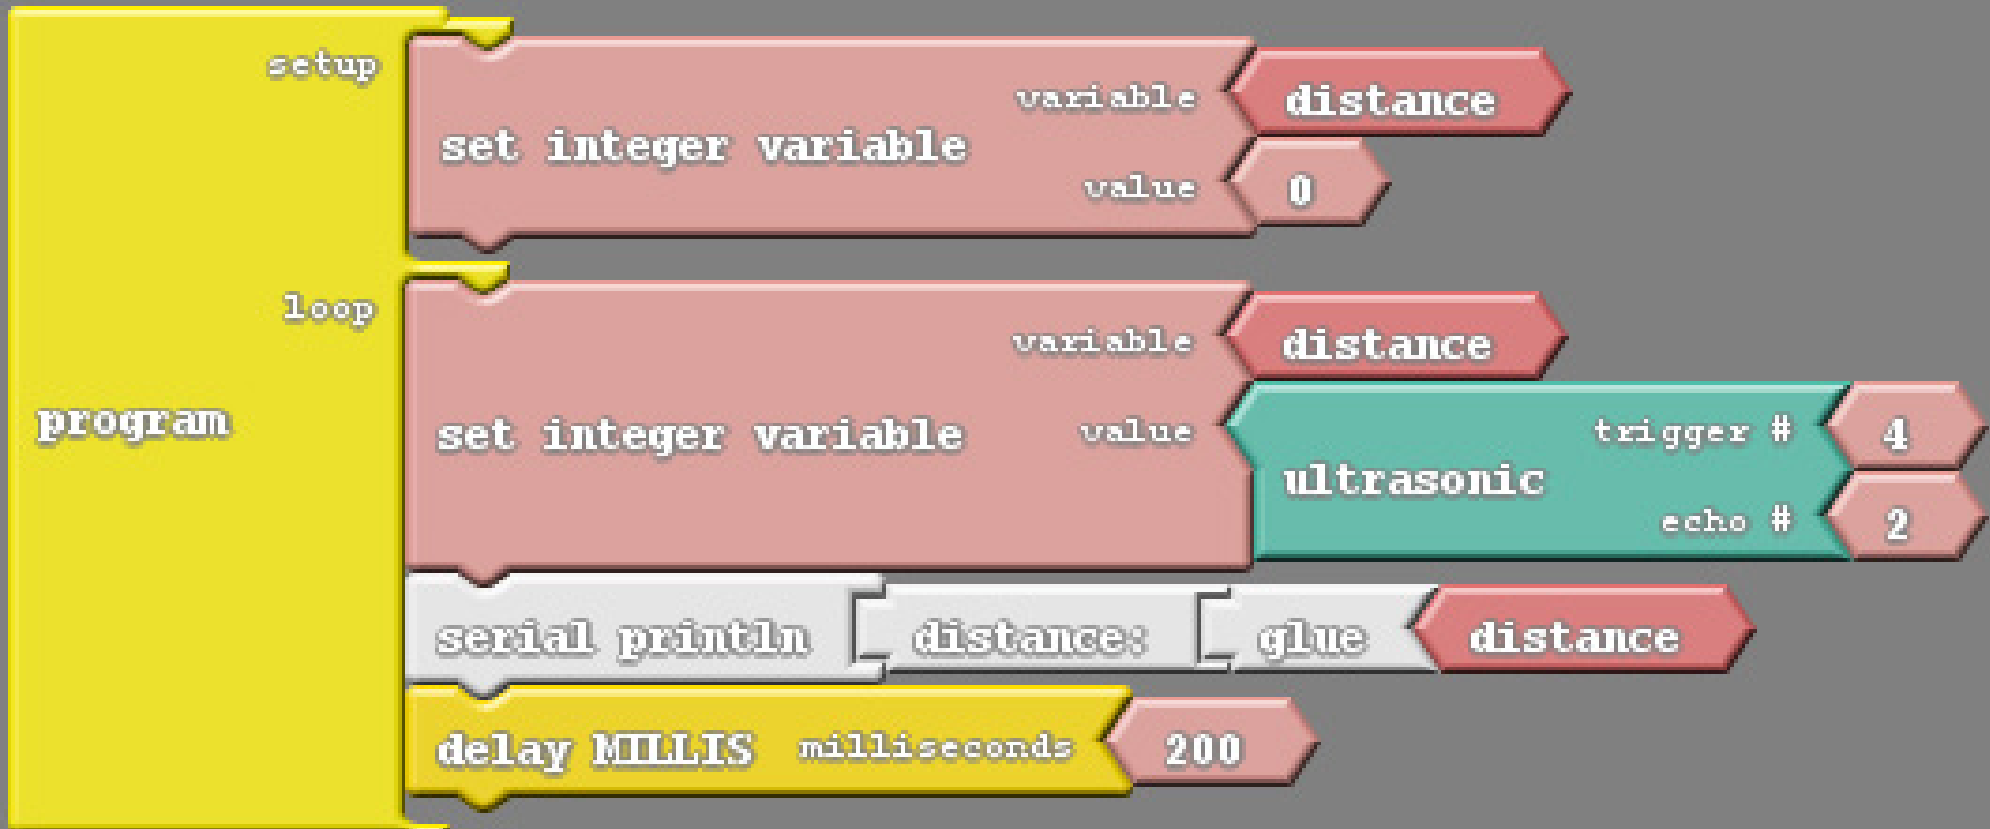 setup
variable distance
set integer variable
value 0
loop
variable distance
program
set integer variable value
trigger # 4
ultrasonic
echo # 2
serial println distance: glue distance
delay MILLIS milliseconds 200